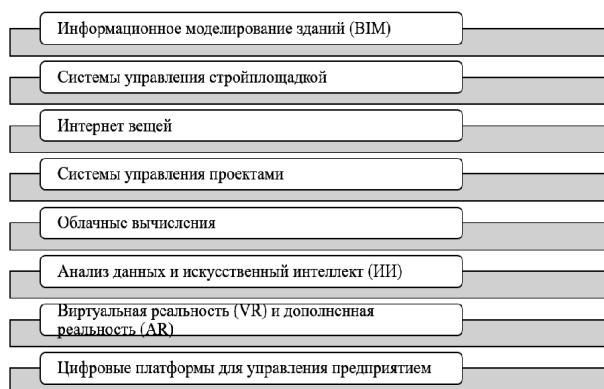 Информационное моделирование зданий (BIM)
Системы управления стройплощадкой
Интернет вещей
Системы управления проектами
Облачные вычисления
Анализ данных и искусственный интеллект (ИИ)
Виртуальная реальность (VR) и дополненная
реальность (AR)
Цифровые платформы для управления предприятием